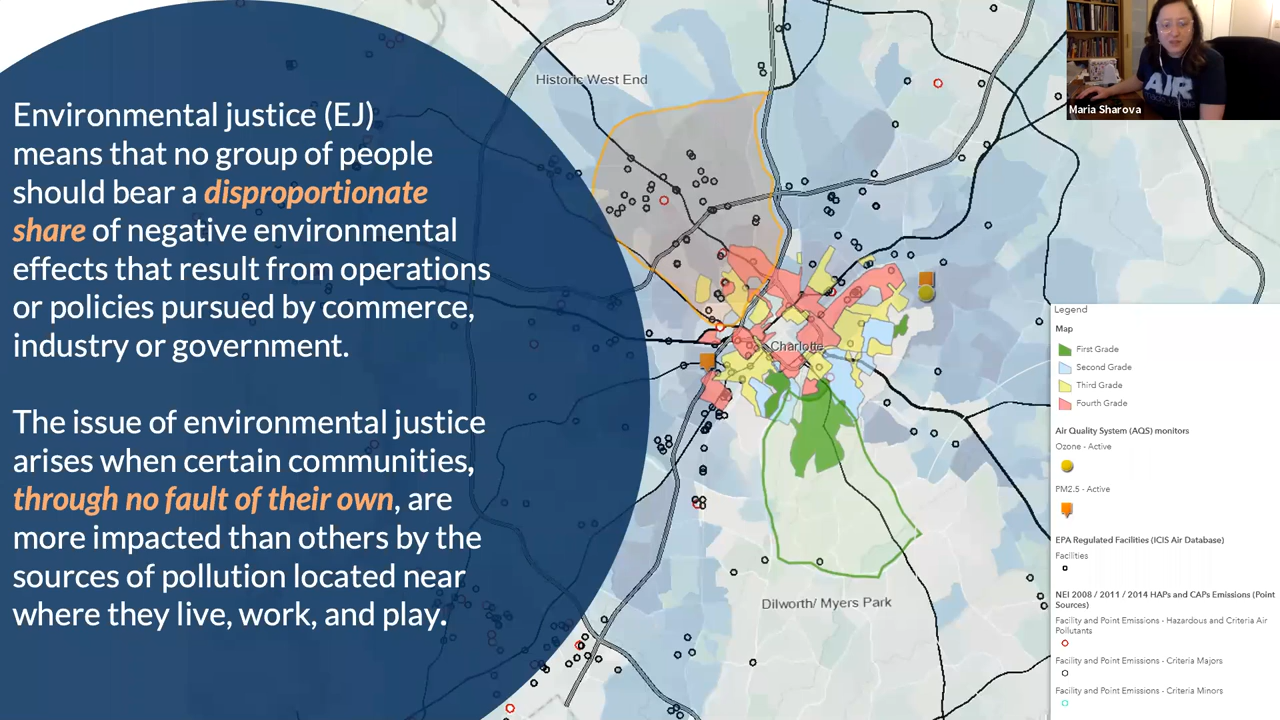 Environmental justice (EJ)
means that no group of people
should bear a disproportionate
share of negative environmental
effects that result from operations
or policies pursued by commerce,
industry or government.
The issue of environmental justice
arises when certain communities,
through no fault of their own, are
more impacted than others by the
sources of pollution located near
where they live, work, and play.
Historic West End
Charlotte
Dilworth/ Myers Park
AIR
Maria Sharova
Legend
Map
First Grade
Second Grade
Third Grade
Fourth Grade
Air Quality System (AQS) monitors
Ozone - Active
PM2.5 - Active
EPA Regulated Facilities (ICIS Air Database)
Facilities
NEI 2008 / 2011 / 2014 HAPs and CAPs Emissions (Point
Sources)
Facility and Point Emissions - Hazardous and Criteria Air
Pollutants
Facility and Point Emissions - Criteria Majors
Facility and Point Emissions - Criteria Minors